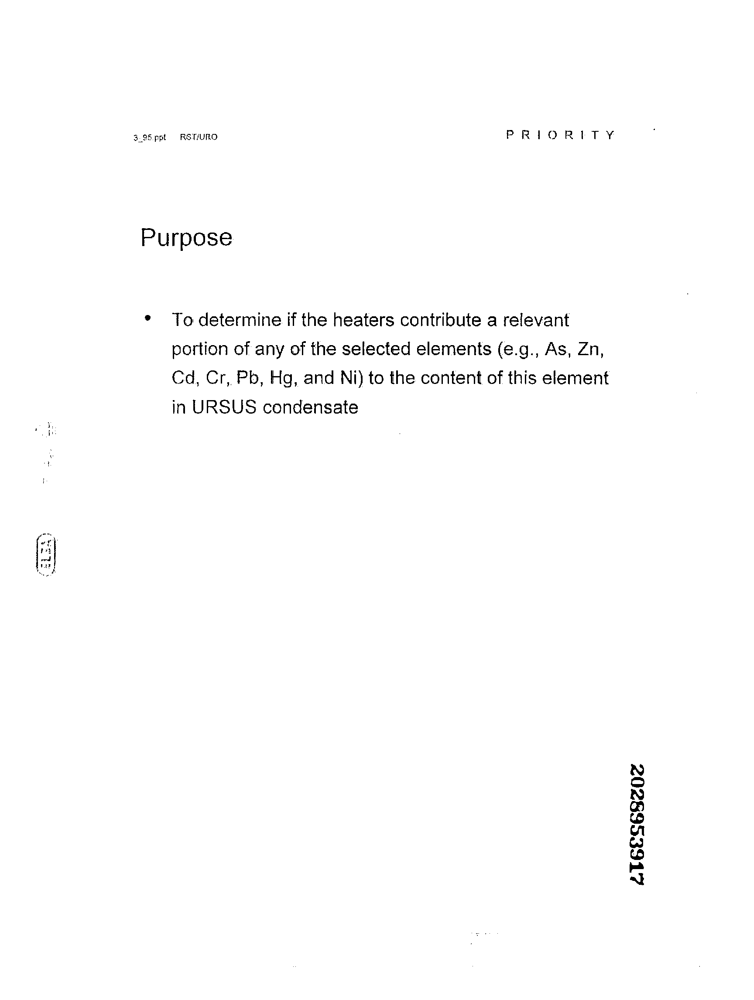 3_95.ppt RST/URO
PRIORITY
Purpose
• To determine if the heaters contribute a relevant
portion of any of the selected elements (e.g., As, Zn,
Cd, Cr, Pb, Hg, and Ni) to the content of this element
in URSUS condensate
2028953917